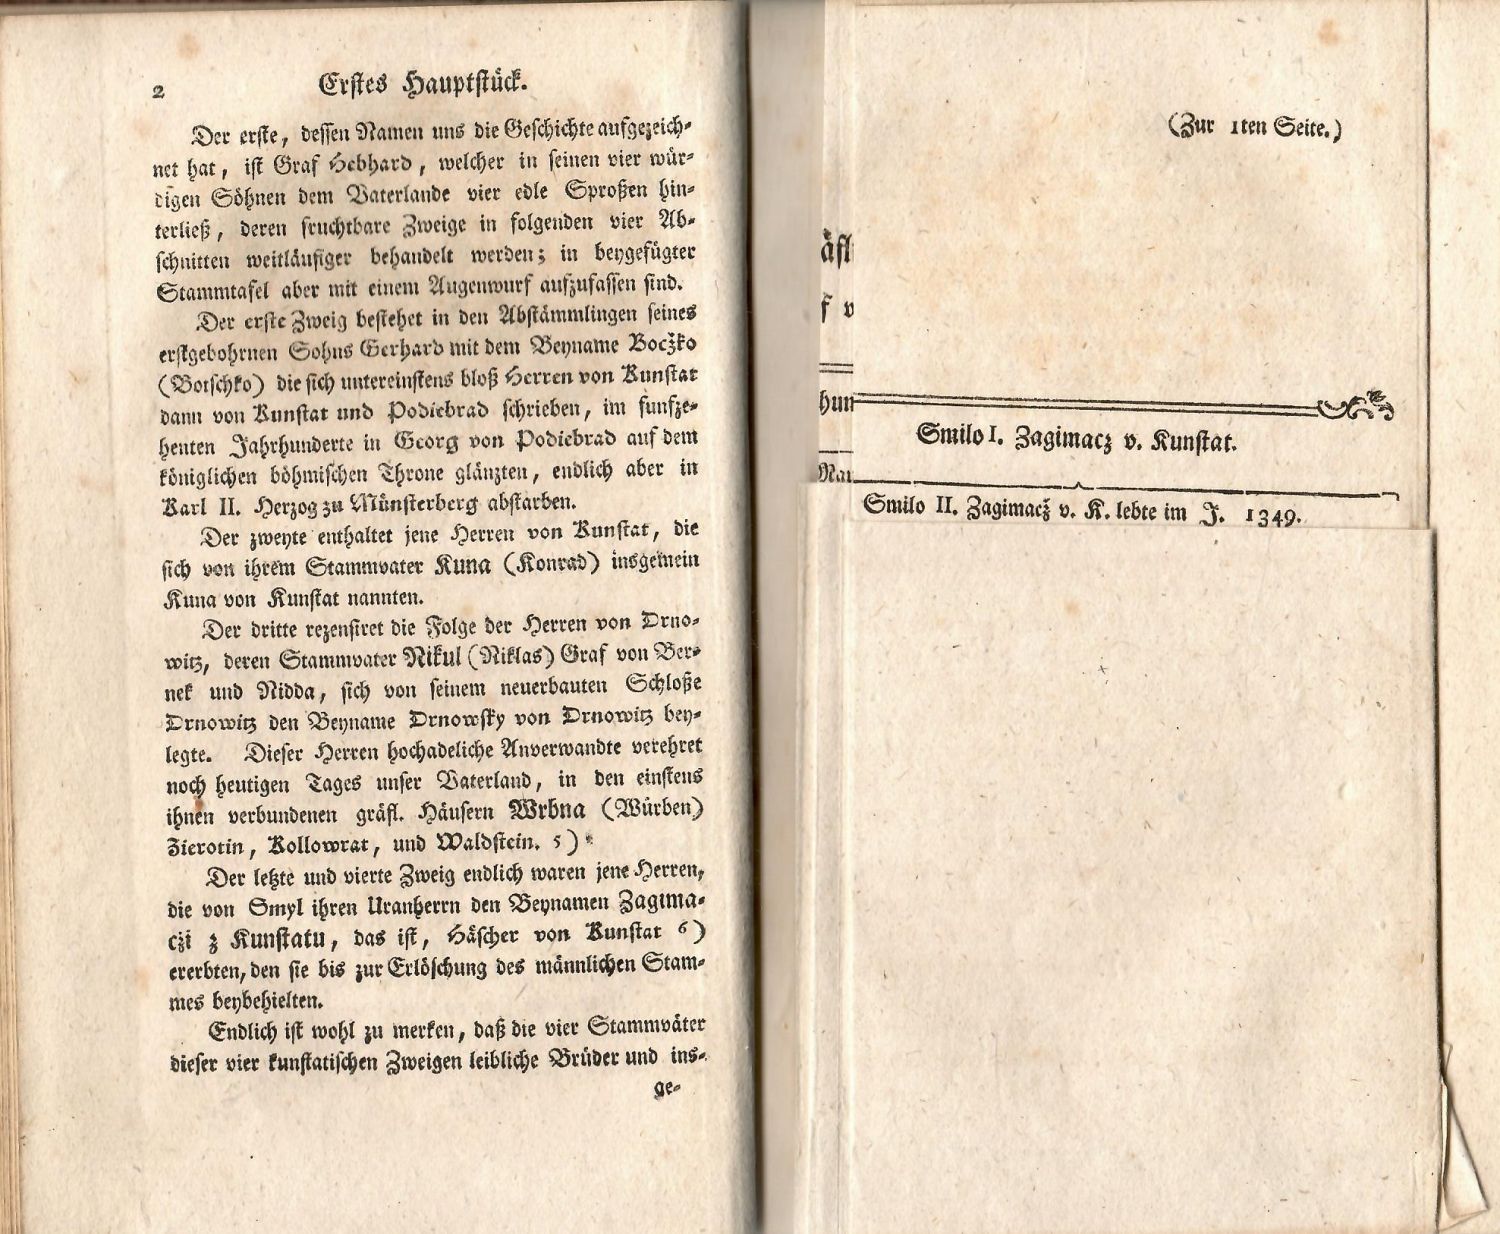 2 Erstes Hauptstück.
Der erste, dessen Namen uns die Geschichte aufgezeich-
net hat, ist Graf Hebhard, welcher in seinen vier wür-
digen Söhnen dem Vaterlande vier edle Sproßen hin-
terließ, deren fruchtbare Zweige in folgenden vier Ab-
schnitten weitläufiger behandelt werden; in beygefügter
Stammtafel aber mit einem Augenwurf aufzufassen sind.
Der erste Zweig bestehet in den Abstämmlingen seines
erstgebohrnen Sohns Gerhard mit dem Beyname Boczko
(Botschko) die sich untereinstens bloß Herren von Kunstat
dann von Kunstat und Podiebrad schrieben, im funfze-
henten Jahrhunderte in Georg von Podiebrad auf dem
königlichen böhmischen Throne glänzten, endlich aber in
Karl II. Herzog zu Münsterberg abstarben.
Der zweyte enthaltet jene Herren von Kunstat, die
sich von ihrem Stammvater Kuna (Konrad) insgemein
Kuna von Kunstat nannten.
Der dritte rezensiret die Folge der Herren von Drno-
witz, deren Stammvater Nikul (Niklas) Graf von Ber-
nek und Nidda, sich von seinem neuerbauten Schloße
Drnowitz den Beyname Drnowsky von Drnowitz bey-
legte. Dieser Herren hochadeliche Anverwandte verehret
noch heutigen Tages unser Vaterland, in den einstens
ihnen verbundenen gräfl. Häusern Wrbna (Würben)
Zierotin, Kollowrat, und Waldstein. 5)
Der letzte und vierte Zweig endlich waren jene Herren,
die von Smyl ihren Uranherrn den Beynamen Zagima-
czi z Kunstatu, das ist, Häscher von Kunstat 6)
ererbten, den sie bis zur Erlöschung des männlichen Stam-
mes beybehielten.
Endlich ist wohl zu merken, daß die vier Stammväter
dieser vier kunstatischen Zweigen leibliche Brüder und ins-
ge-
(Zur 1ten Seite.)
äfl
f v
hun
Smilo I. Zagimacz v. Kunstat.
Nai
Smilo II. Zagimacž v. K. lebte im J. 1349.